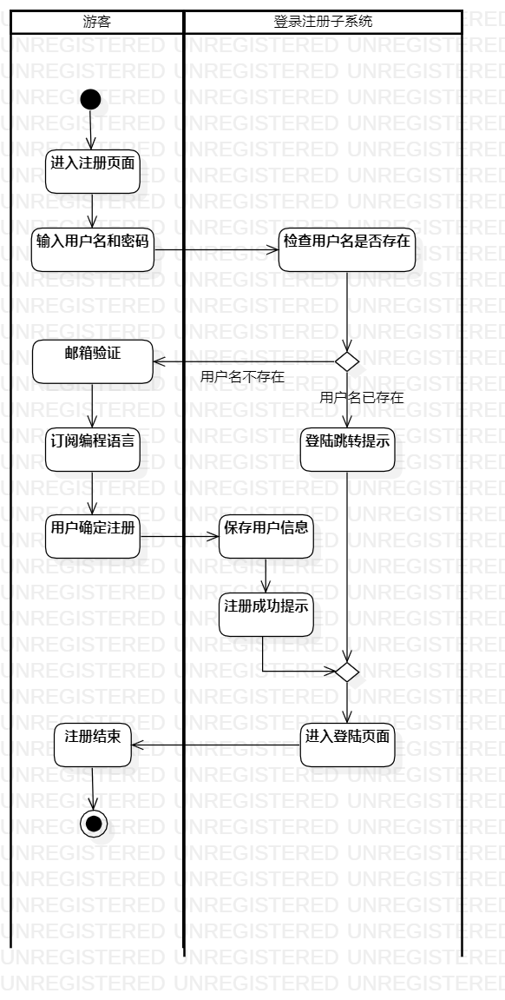 游客
登录注册子系统
进入注册页面
输入用户名和密码
检查用户名是否存在
邮箱验证
用户名不存在
用户名已存在
订阅编程语言
登陆跳转提示
用户确定注册
保存用户信息
注册成功提示
注册结束
进入登陆页面
UNREGISTERED